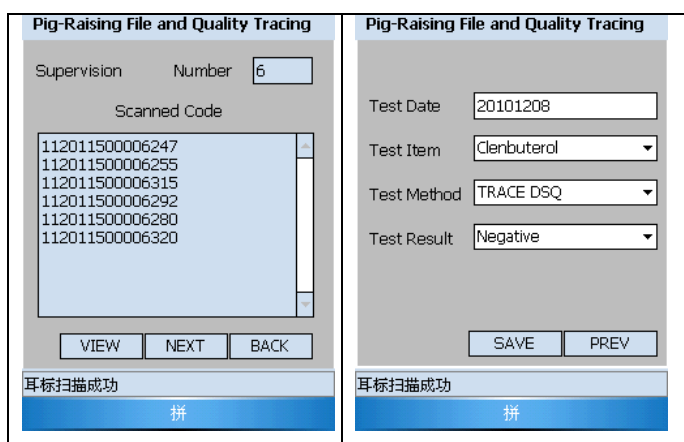 Pig-Raising File and Quality Tracing
Supervision Number 6
Scanned Code
112011500006247
112011500006255
112011500006315
112011500006292
112011500006280
112011500006320
VIEW NEXT BACK
耳标扫描成功
拼
Pig-Raising File and Quality Tracing
Test Date 20101208
Test Item Clenbuterol
Test Method TRACE DSQ
Test Result Negative
SAVE PREV
耳标扫描成功
拼